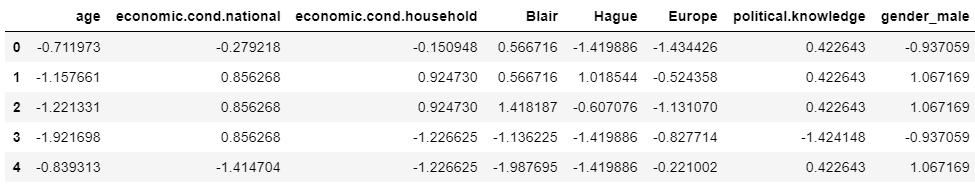 age economic.cond.national economic.cond.household Blair Hague Europe political.knowledge gender_male
0 -0.711973 -0.279218 -0.150948 0.566716 -1.419886 -1.434426 0.422643 -0.937059
1 -1.157661 0.856268 0.924730 0.566716 1.018544 -0.524358 0.422643 1.067169
2 -1.221331 0.856268 0.924730 1.418187 -0.607076 -1.131070 0.422643 1.067169
3 -1.921698 0.856268 -1.226625 -1.136225 -1.419886 -0.827714 -1.424148 -0.937059
4 -0.839313 -1.414704 -1.226625 -1.987695 -1.419886 -0.221002 0.422643 1.067169